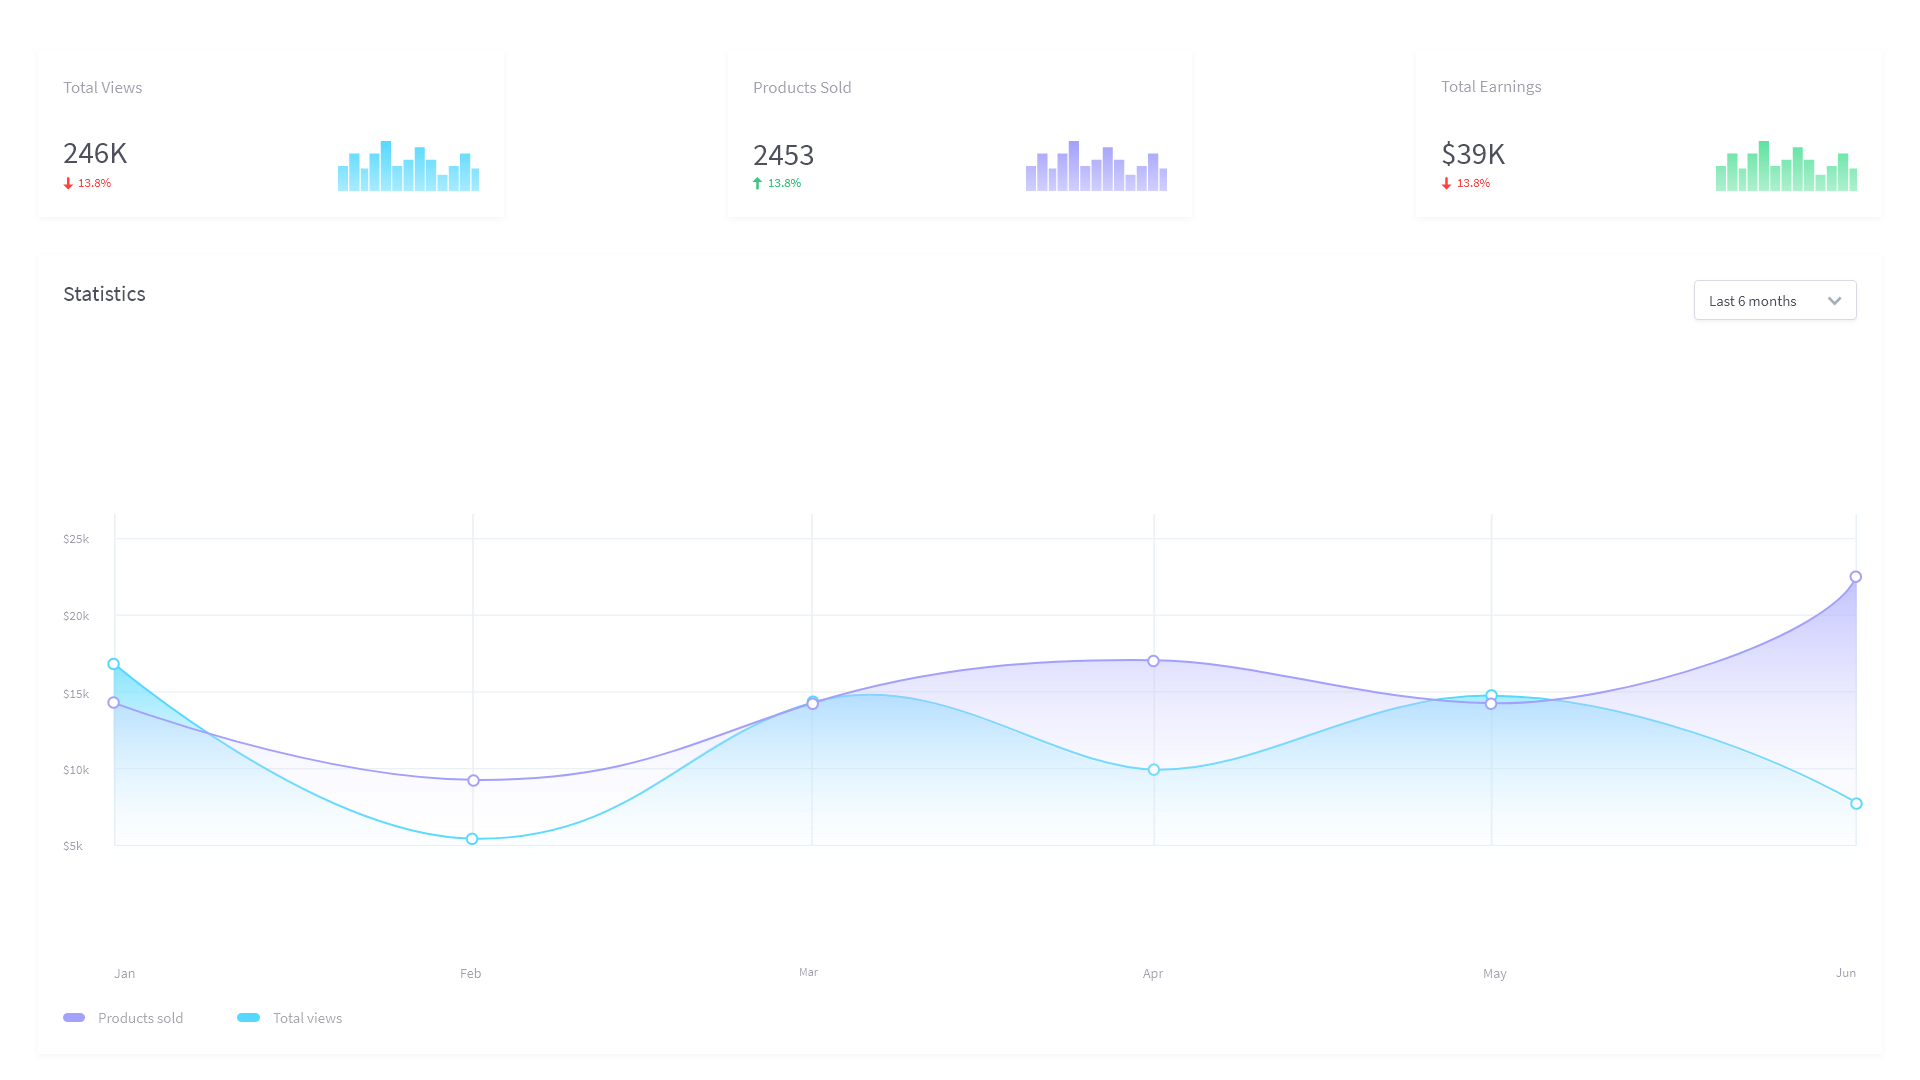 Total Views
246K
13.8%
Products Sold
2453
13.8%
Total Earnings
$39K
13.8%
Statistics
Last 6 months
$25k
$20k
$15k
$10k
$5k
Jan Feb Mar Apr May Jun
Products sold Total views